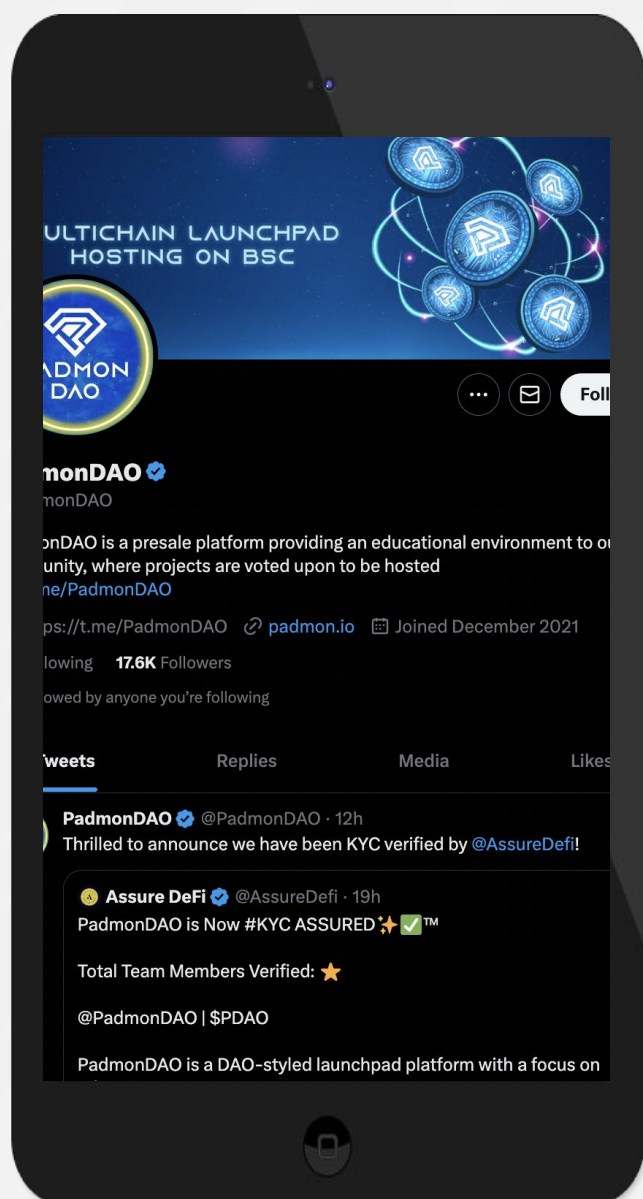 ULTICHAIN LAUNCHPAD
HOSTING ON BSC
ADMON
DAO
Foll
monDAO
monDAO
onDAO is a presale platform providing an educational environment to ou
unity, where projects are voted upon to be hosted
me/PadmonDAO
ps://t.me/PadmonDAO padmon.io Joined December 2021
lowing 17.6K Followers
owed by anyone you're following
Tweets Replies Media Likes
PadmonDAO @PadmonDAO · 12h
Thrilled to announce we have been KYC verified by @AssureDefi!
Assure DeFi @AssureDefi · 19h
PadmonDAO is Now #KYC ASSURED✨✅™
Total Team Members Verified: ⭐
@PadmonDAO | $PDAO
PadmonDAO is a DAO-styled launchpad platform with a focus on